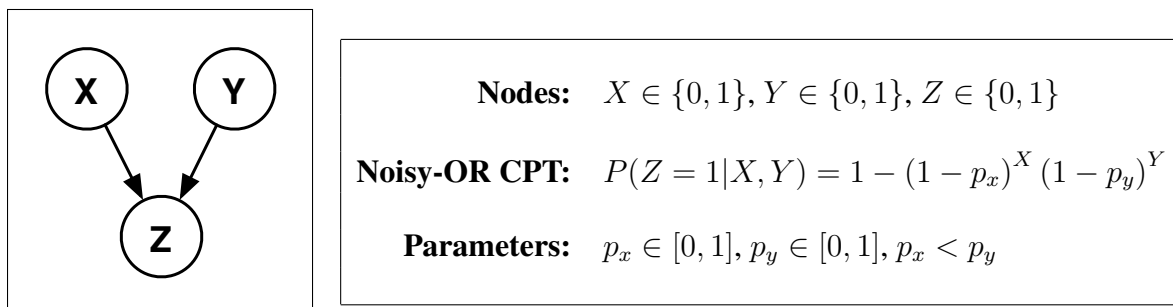 X Y
Z
Nodes: X ∈ {0, 1}, Y ∈ {0, 1}, Z ∈ {0, 1}
Noisy-OR CPT: P(Z = 1|X, Y) = 1 − (1 − p_x)^X (1 − p_y)^Y
Parameters: p_x ∈ [0, 1], p_y ∈ [0, 1], p_x < p_y